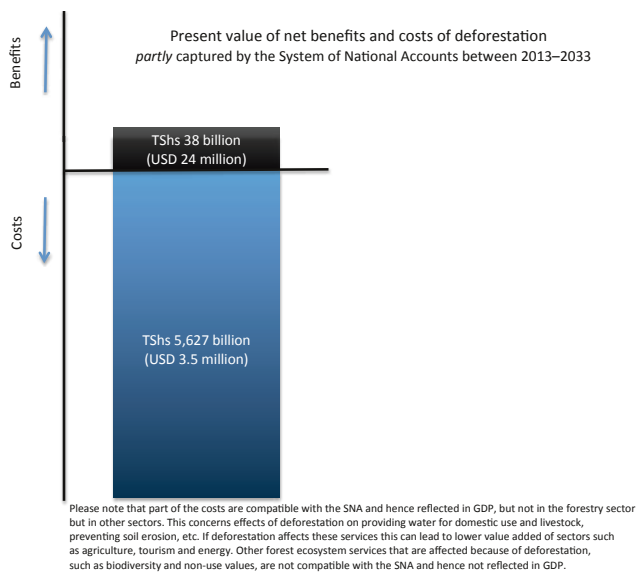 Present value of net benefits and costs of deforestation
partly captured by the System of National Accounts between 2013–2033
Benefits
TShs 38 billion
(USD 24 million)
Costs
TShs 5,627 billion
(USD 3.5 million)
Please note that part of the costs are compatible with the SNA and hence reflected in GDP, but not in the forestry sector
but in other sectors. This concerns effects of deforestation on providing water for domestic use and livestock,
preventing soil erosion, etc. If deforestation affects these services this can lead to lower value added of sectors such
as agriculture, tourism and energy. Other forest ecosystem services that are affected because of deforestation,
such as biodiversity and non-use values, are not compatible with the SNA and hence not reflected in GDP.